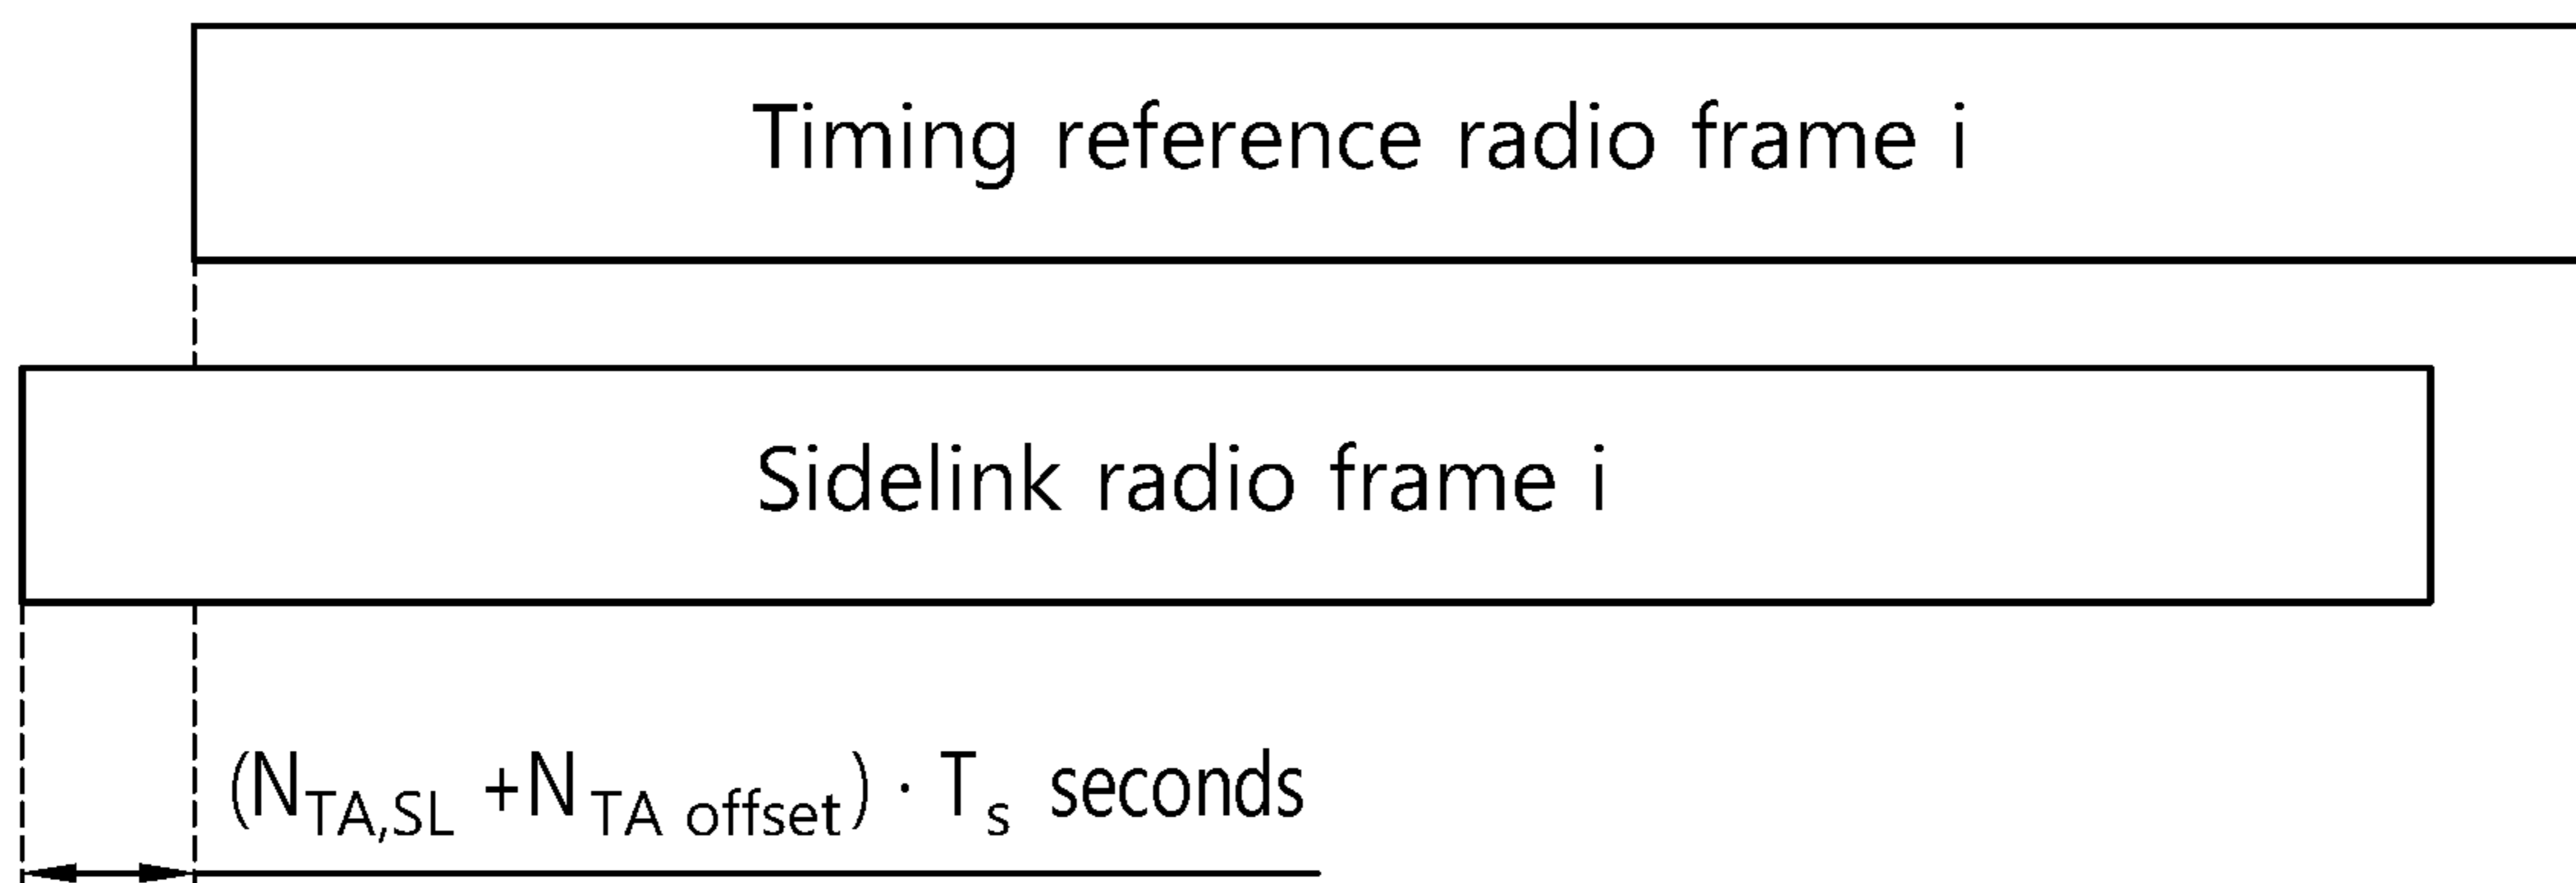 Timing reference radio frame i
Sidelink radio frame i
(N_TA,SL +N_TA offset) · T_s seconds